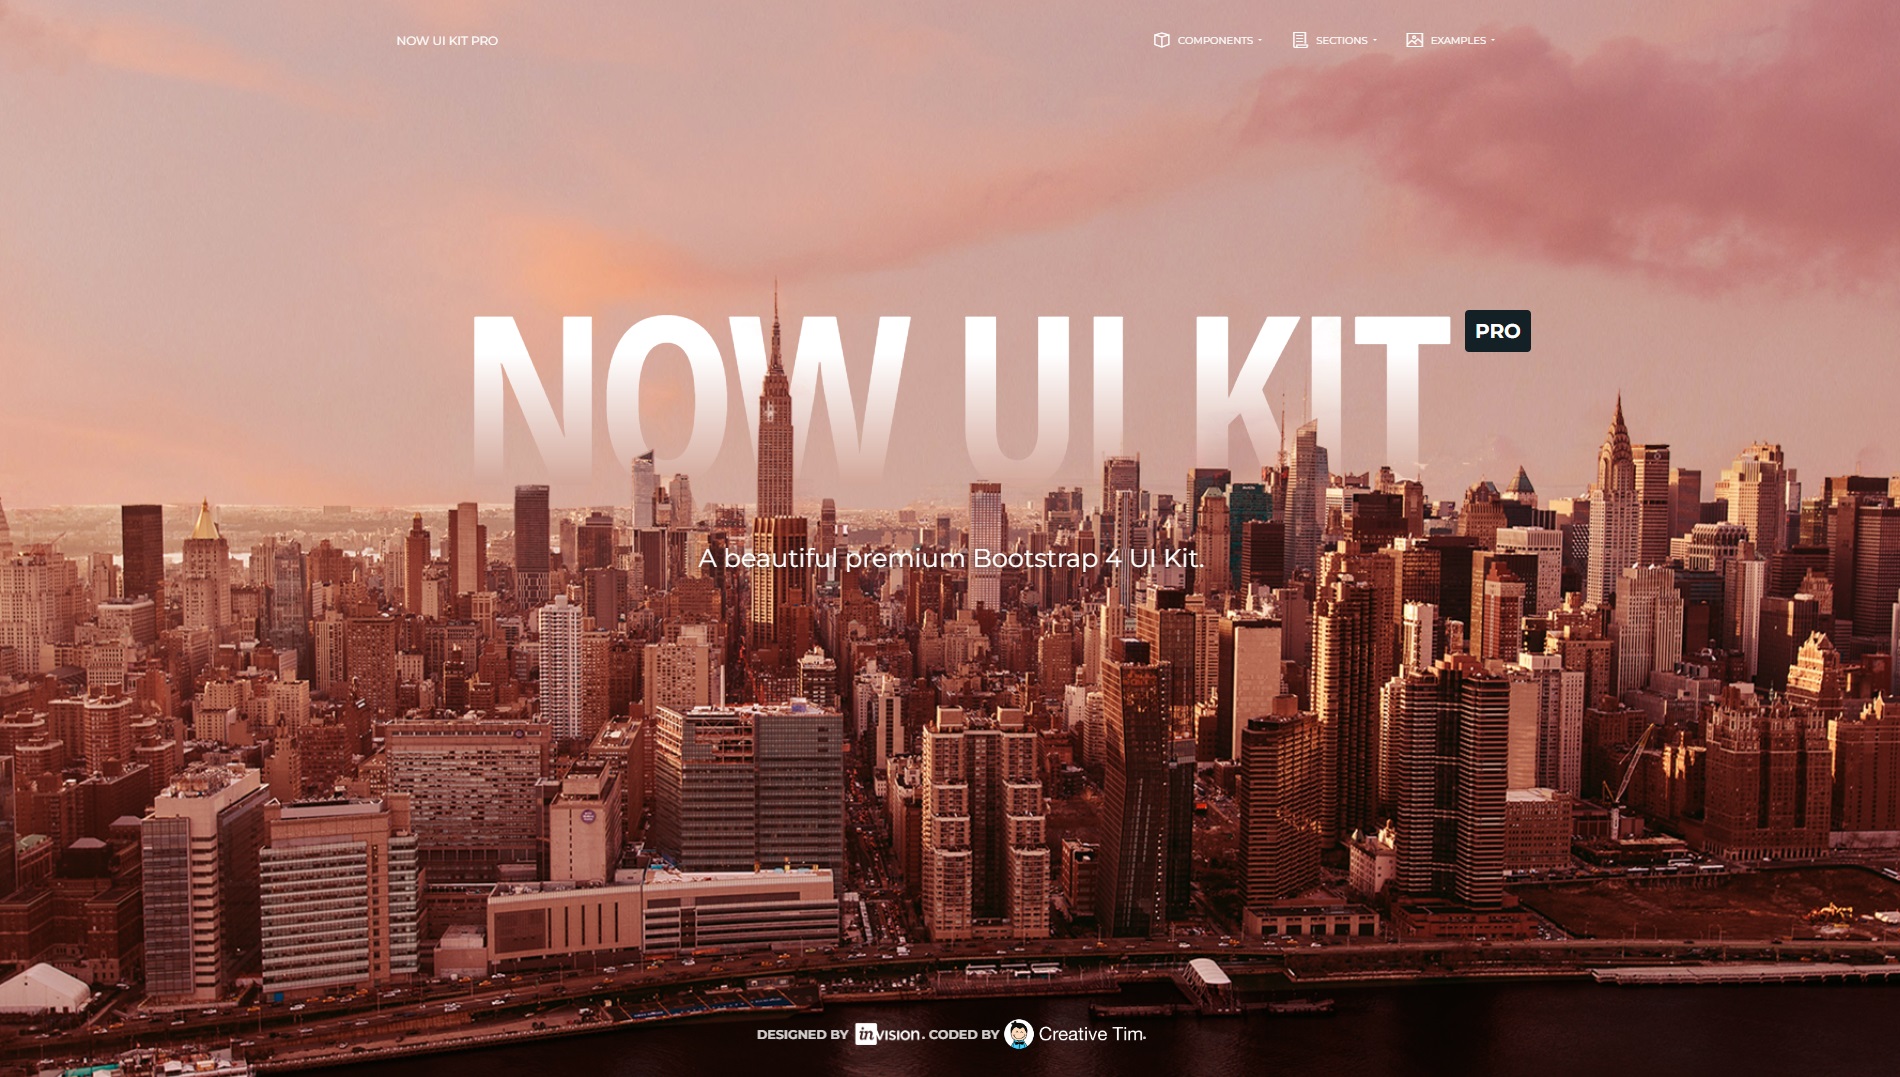 NOW UI KIT PRO
COMPONENTS
SECTIONS
EXAMPLES
NOW UI KIT
PRO
A beautiful premium Bootstrap 4 UI Kit.
DESIGNED BY invision. CODED BY Creative Tim.